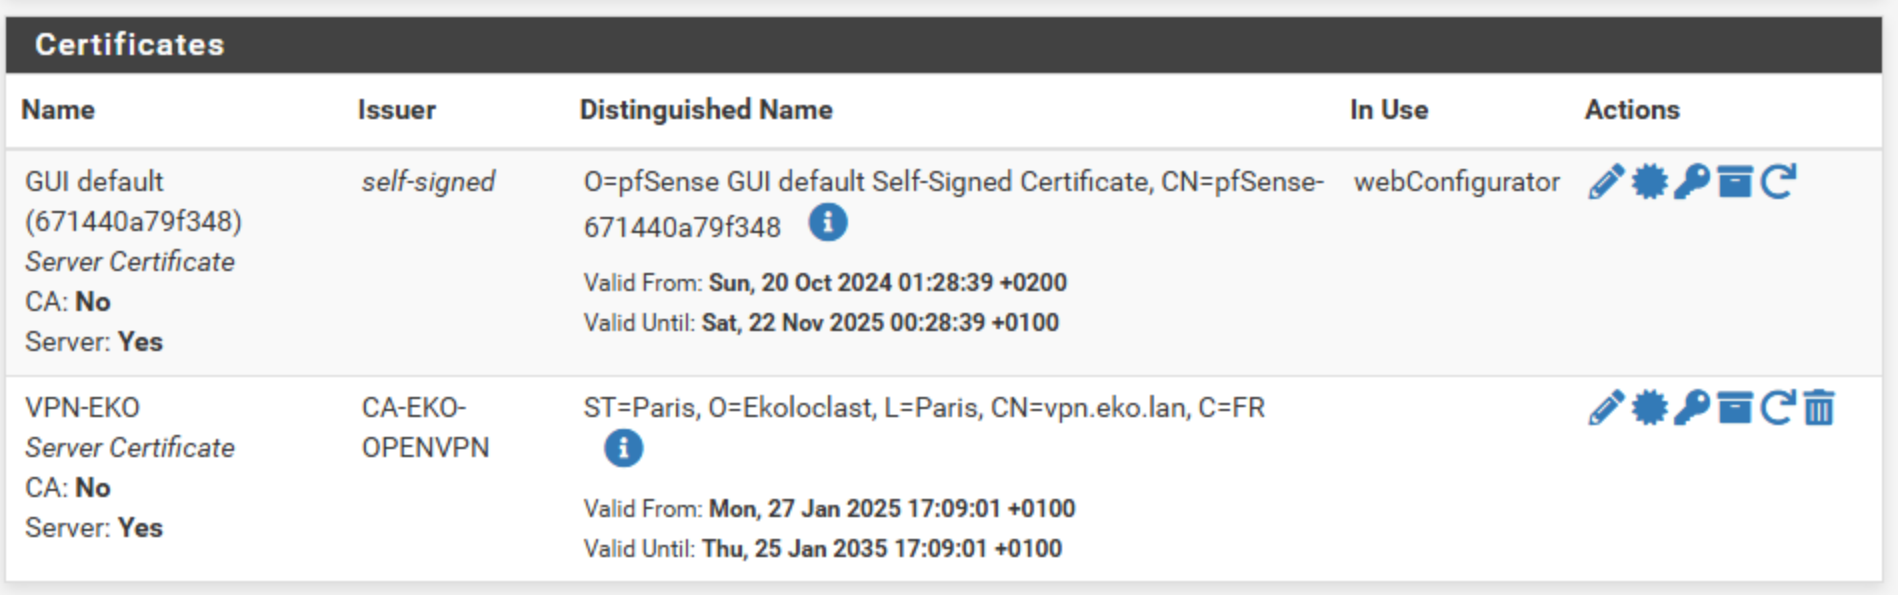 Certificates
Name Issuer Distinguished Name In Use Actions
GUI default self-signed O=pfSense GUI default Self-Signed Certificate, CN=pfSense- webConfigurator
(671440a79f348) 671440a79f348
Server Certificate
CA: No Valid From: Sun, 20 Oct 2024 01:28:39 +0200
Server: Yes Valid Until: Sat, 22 Nov 2025 00:28:39 +0100
VPN-EKO CA-EKO- ST=Paris, O=Ekoloclast, L=Paris, CN=vpn.eko.lan, C=FR
Server Certificate OPENVPN
CA: No Valid From: Mon, 27 Jan 2025 17:09:01 +0100
Server: Yes Valid Until: Thu, 25 Jan 2035 17:09:01 +0100